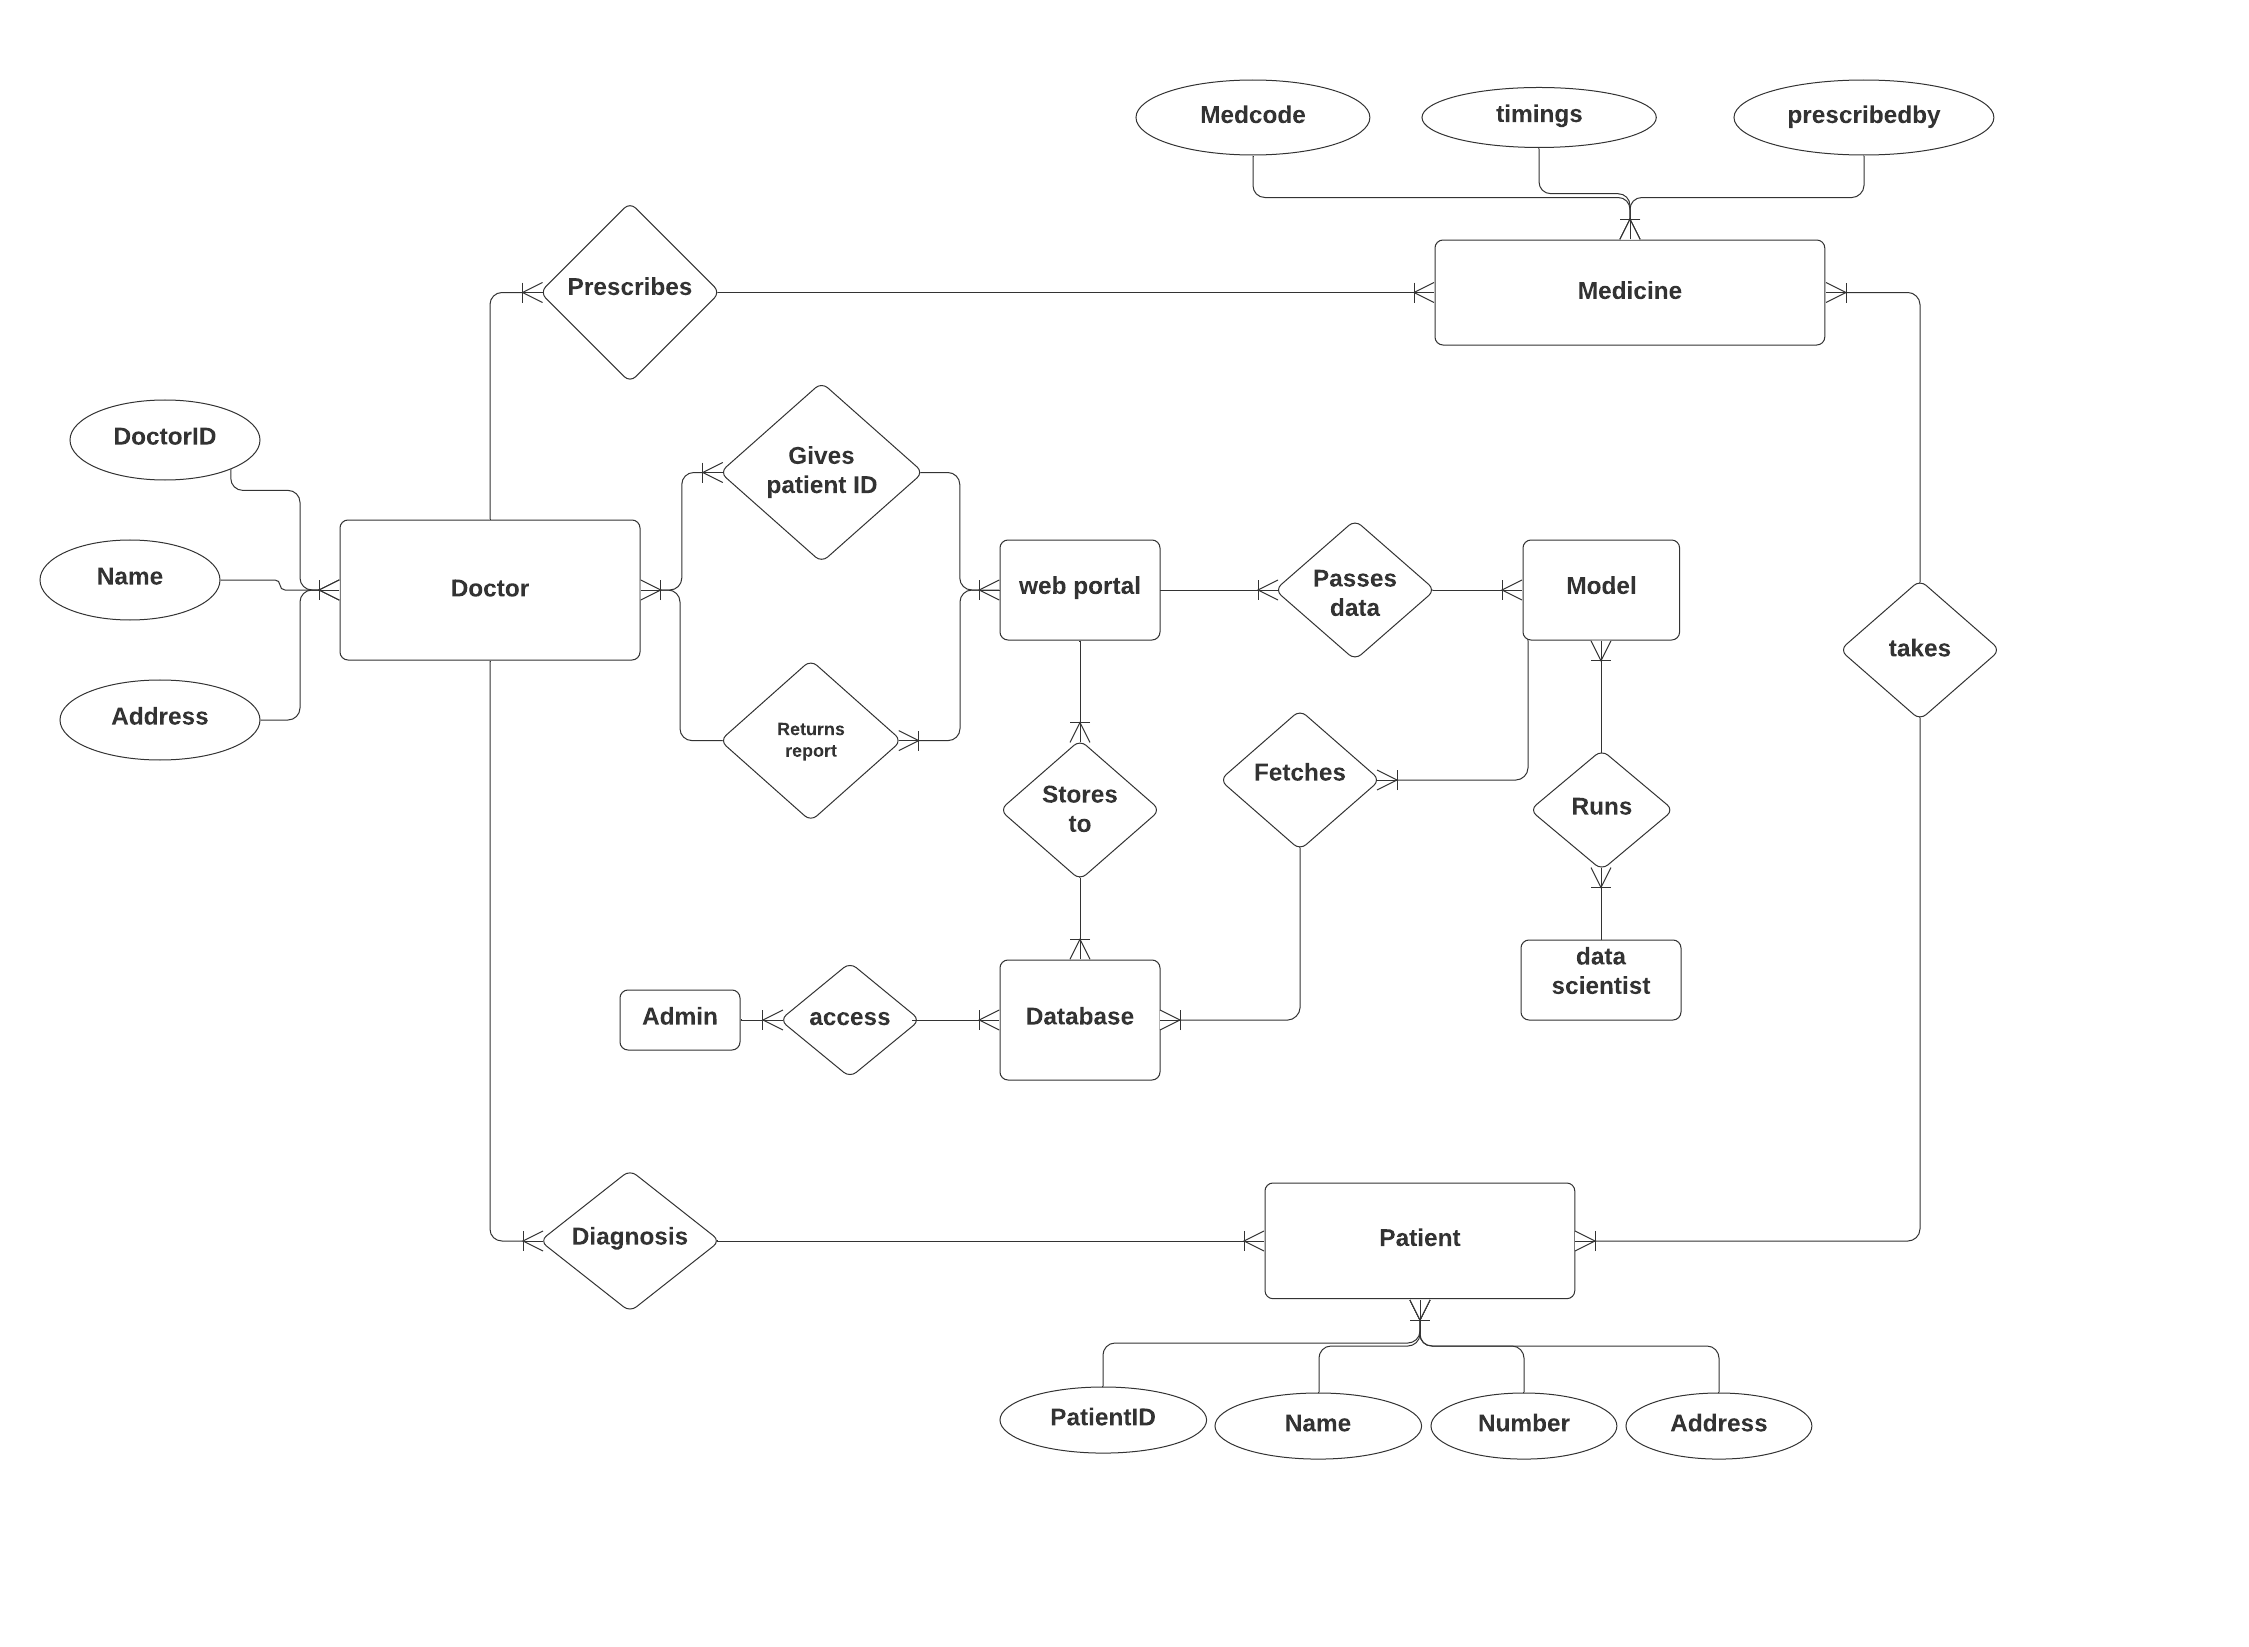 Medcode
timings
prescribedby
Prescribes
Medicine
DoctorID
Gives
patient ID
Name
Doctor
web portal
Passes
data
Model
takes
Address
Returns
report
Stores
to
Fetches
Runs
Admin
access
Database
data
scientist
Diagnosis
Patient
PatientID
Name
Number
Address